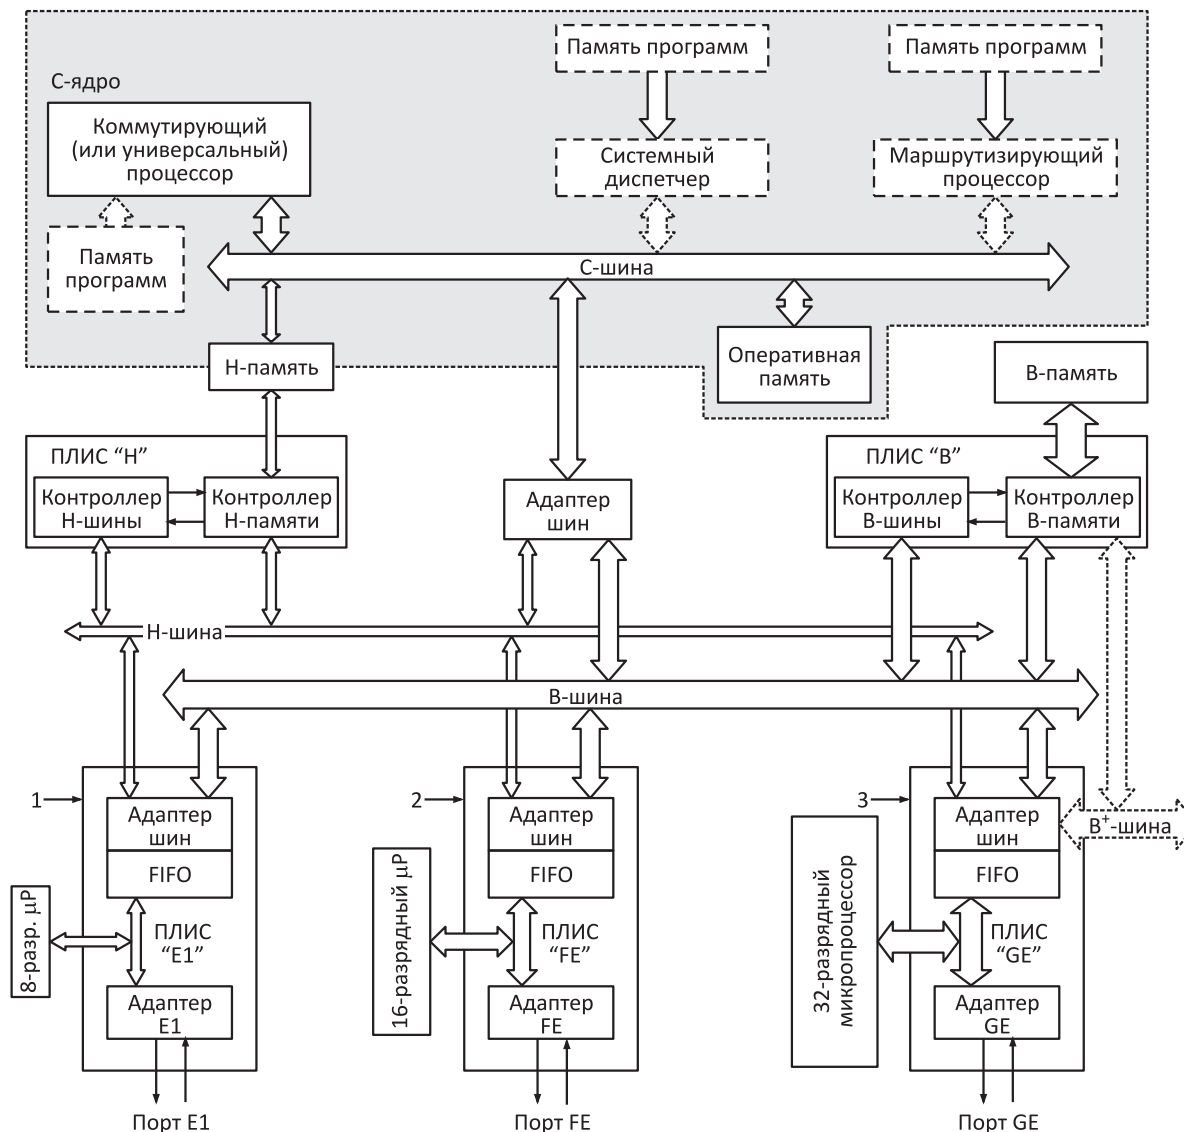 Память программ
Память программ
С-ядро
Коммутирующий
(или универсальный)
процессор
Системный
диспетчер
Маршрутизирующий
процессор
Память
программ
С-шина
Н-память
Оперативная
память
В-память
ПЛИС “Н”
Контроллер
Н-шины
Контроллер
Н-памяти
Адаптер
шин
ПЛИС “В”
Контроллер
В-шины
Контроллер
В-памяти
Н-шина
В-шина
1
Адаптер
шин
FIFO
8-разр. μP
ПЛИС
“E1”
Адаптер
E1
Порт E1
2
Адаптер
шин
FIFO
16-разрядный μP
ПЛИС
“FE”
Адаптер
FE
Порт FE
3
Адаптер
шин
В⁺-шина
FIFO
32-разрядный
микропроцессор
ПЛИС
“GE”
Адаптер
GE
Порт GE